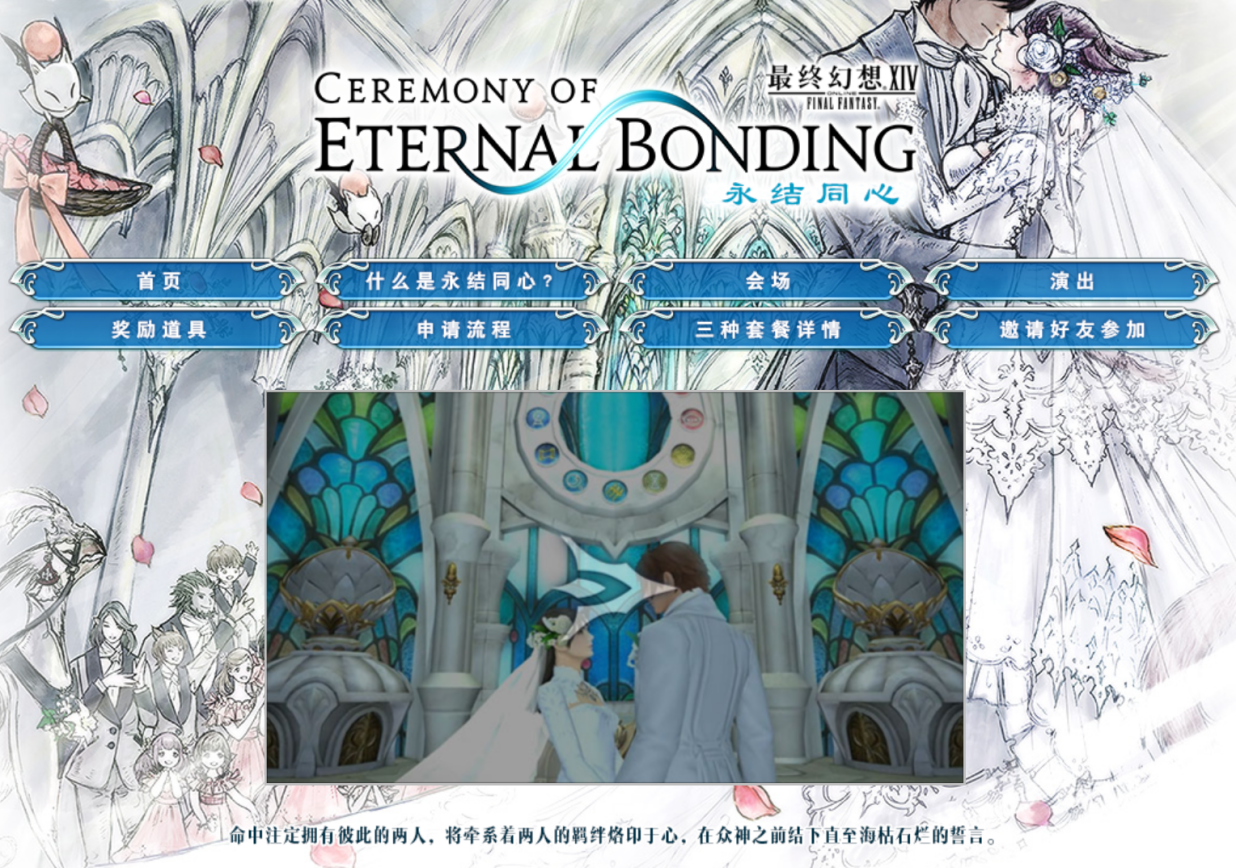 CEREMONY OF
ETERNAL BONDING
最终幻想XIV
ONLINE
FINAL FANTASY.
永结同心
首页
什么是永结同心？
会场
演出
奖励道具
申请流程
三种套餐详情
邀请好友参加
命中注定拥有彼此的两人，将牵系着两人的羁绊烙印于心，在众神之前结下直至海枯石烂的誓言。